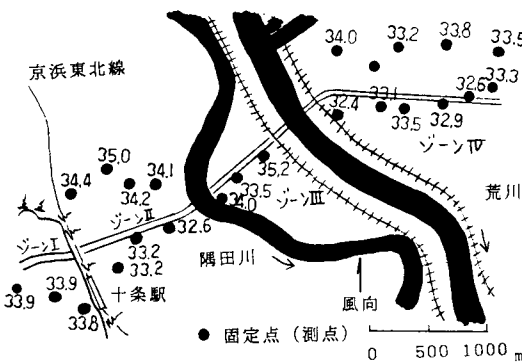 34.0
33.2
33.8
33.5
33.3
32.6
京浜東北線
33.1
32.4
33.5
32.9
ゾーンⅣ
35.0
34.1
34.4
34.2
35.2
33.5
34.0
ゾーンⅢ
荒川
ゾーンⅡ
32.6
ゾーンⅠ
33.2
33.2
隅田川
33.9
33.9
33.8
十条駅
風向
固定点（測点）
0 500 1000 m